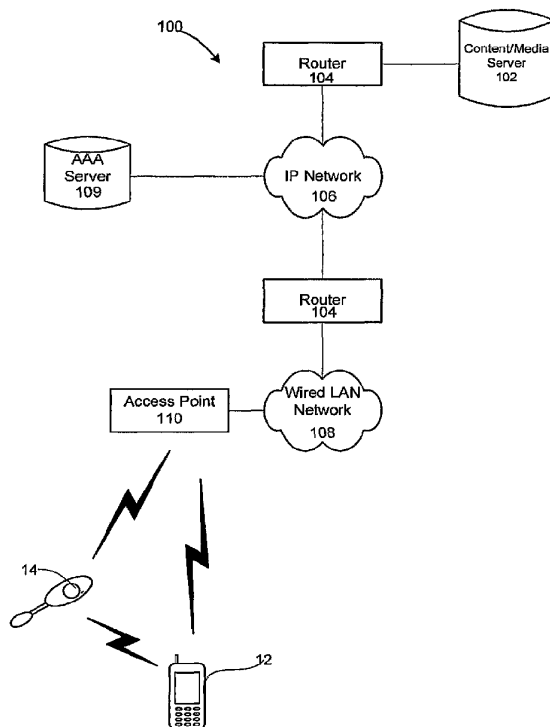 100
Router
104
Content/Media
Server
102
AAA
Server
109
IP Network
106
Router
104
Access Point
110
Wired LAN
Network
108
14
12